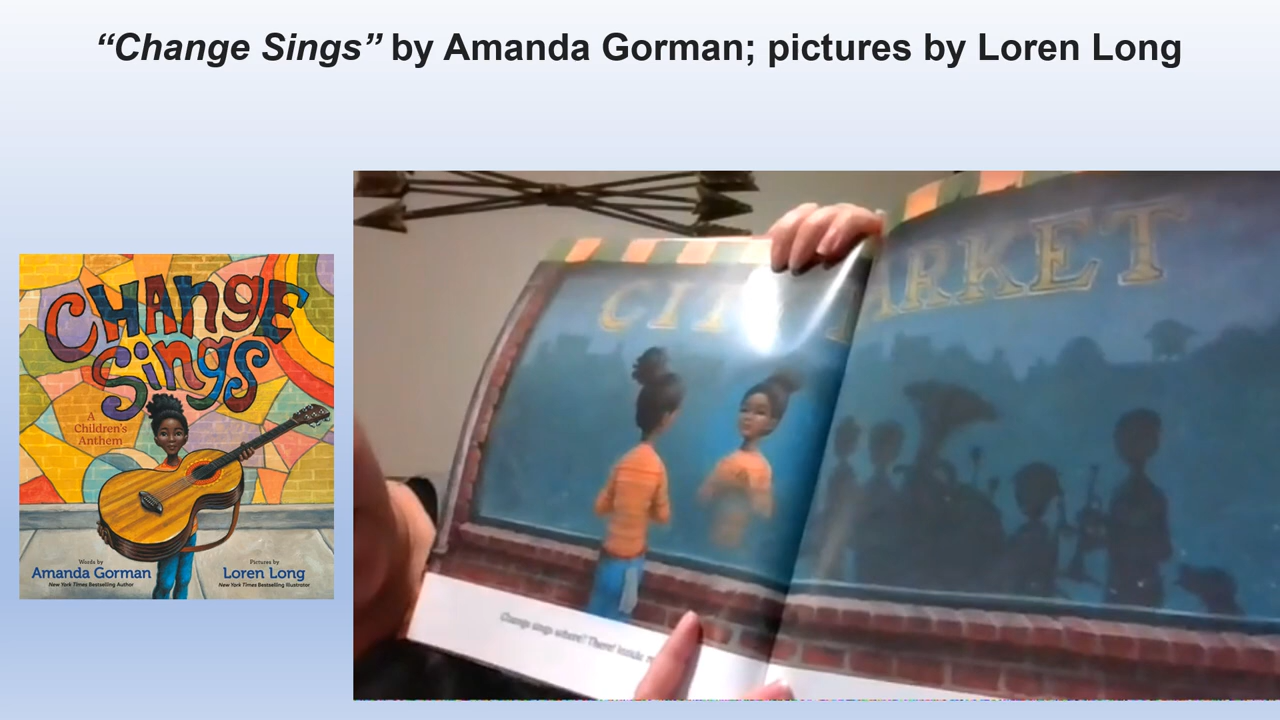 “Change Sings” by Amanda Gorman; pictures by Loren Long
CHANGE
Sings
A
Children's
Anthem
Words by
Amanda Gorman
New York Times Bestselling Author
Pictures by
Loren Long
New York Times Bestselling Illustrator
CIT ARKET
Change sings where? There! Inside